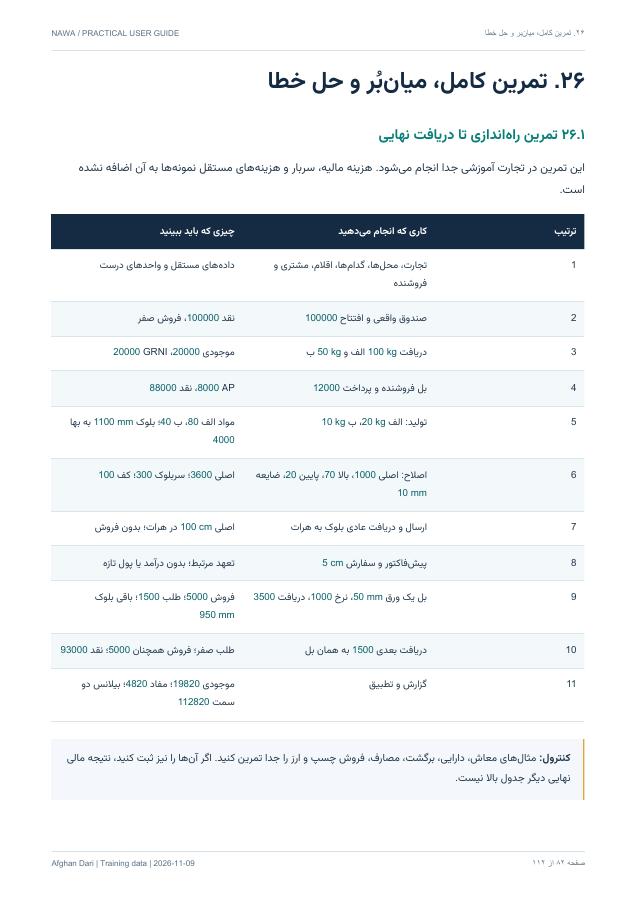 NAWA / PRACTICAL USER GUIDE
۲۶. تمرین کامل، میان‌بُر و حل خطا
۲۶. تمرین کامل، میان‌بُر و حل خطا
۲۶.۱ تمرین راه‌اندازی تا دریافت نهایی
این تمرین در تجارت آموزشی جدا انجام می‌شود. هزینه مالیه، سربار و هزینه‌های مستقل نمونه‌ها به آن اضافه نشده
است.
ترتیب کاری که انجام می‌دهید چیزی که باید ببینید
1 تجارت، محل‌ها، گدام‌ها، اقلام، مشتری و داده‌های مستقل و واحدهای درست
فروشنده
2 صندوق واقعی و افتتاح 100000 نقد 100000، فروش صفر
3 دریافت 100 kg الف و 50 kg ب موجودی 20000، GRNI 20000
4 بل فروشنده و پرداخت 12000 AP 8000، نقد 88000
5 تولید: الف 20 kg، ب 10 kg مواد الف 80، ب 40؛ بلوک 1100 mm به بها
4000
6 اصلاح: اصلی 1000، بالا 70، پایین 20، ضایعه اصلی 3600؛ سربلوک 300؛ کف 100
10 mm
7 ارسال و دریافت عادی بلوک به هرات اصلی 100 cm در هرات؛ بدون فروش
8 پیش‌فاکتور و سفارش 5 cm تعهد مرتبط؛ بدون درآمد یا پول تازه
9 بل یک ورق 50 mm، نرخ 1000، دریافت 3500 فروش 5000؛ طلب 1500؛ باقی بلوک
950 mm
10 دریافت بعدی 1500 به همان بل طلب صفر؛ فروش همچنان 5000؛ نقد 93000
11 گزارش و تطبیق موجودی 19820؛ مفاد 4820؛ بیلانس دو
سمت 112820
کنترول: مثال‌های معاش، دارایی، برگشت، مصارف، فروش چسپ و ارز را جدا تمرین کنید. اگر آن‌ها را نیز ثبت کنید، نتیجه مالی
نهایی دیگر جدول بالا نیست.
Afghan Dari | Training data | 2026-11-09
صفحه ۸۲ از ۱۱۲